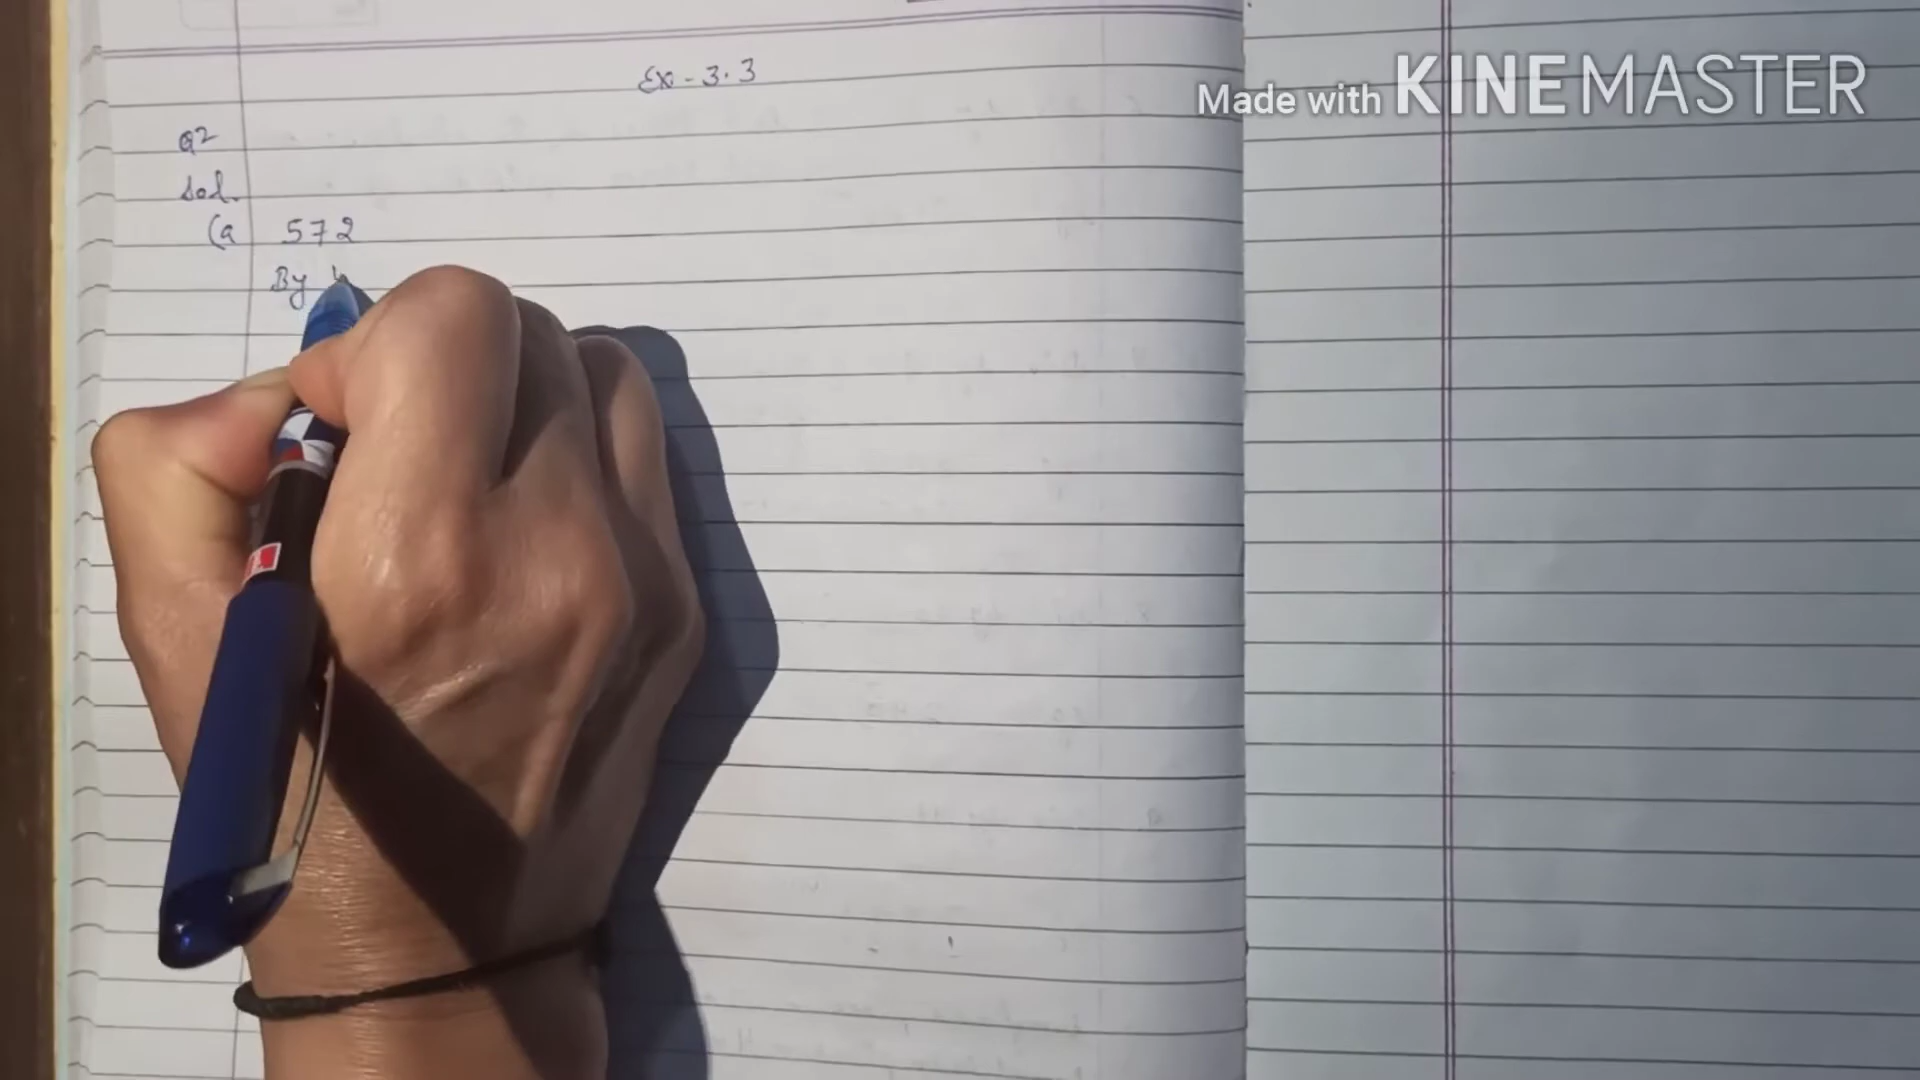 Ex - 3.3
Made with KINEMASTER
Q2
Sol.
(a 572
By